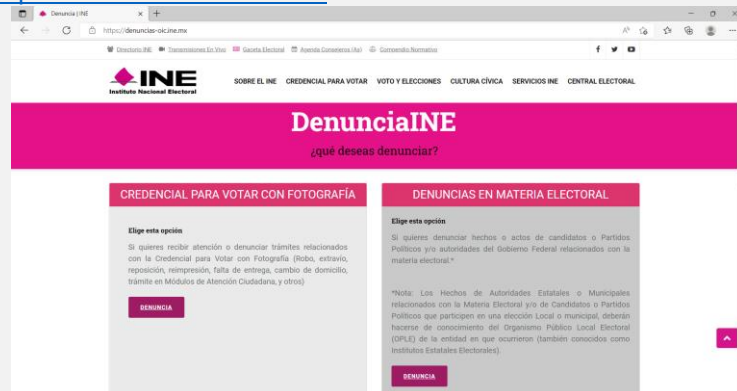 Denuncia | INE
https://denuncias-oic.ine.mx
Directorio INE Transmisiones En Vivo Gaceta Electoral Agenda Consejeros (As) Compendio Normativo
INE
Instituto Nacional Electoral
SOBRE EL INE CREDENCIAL PARA VOTAR VOTO Y ELECCIONES CULTURA CÍVICA SERVICIOS INE CENTRAL ELECTORAL
DenunciaINE
¿qué deseas denunciar?
CREDENCIAL PARA VOTAR CON FOTOGRAFÍA
Elige esta opción
Si quieres recibir atención o denunciar trámites relacionados
con la Credencial para Votar con Fotografía (Robo, extravío,
reposición, reimpresión, falta de entrega, cambio de domicilio,
trámite en Módulos de Atención Ciudadana, y otros)
DENUNCIA
DENUNCIAS EN MATERIA ELECTORAL
Elige esta opción
Si quieres denunciar hechos o actos de candidatos o Partidos
Políticos y/o autoridades del Gobierno Federal relacionados con la
materia electoral.*
*Nota: Los Hechos de Autoridades Estatales o Municipales
relacionados con la Materia Electoral y/o de Candidatos o Partidos
Políticos que participen en una elección Local o municipal, deberán
hacerse de conocimiento del Organismo Público Local Electoral
(OPLE) de la entidad en que ocurrieron (también conocidos como
Institutos Estatales Electorales).
DENUNCIA